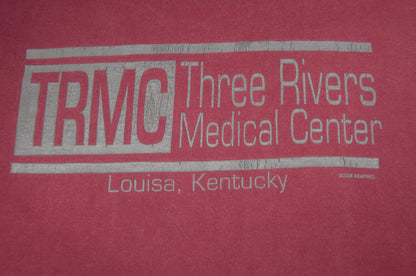 TRMC Three Rivers
Medical Center
Louisa, Kentucky